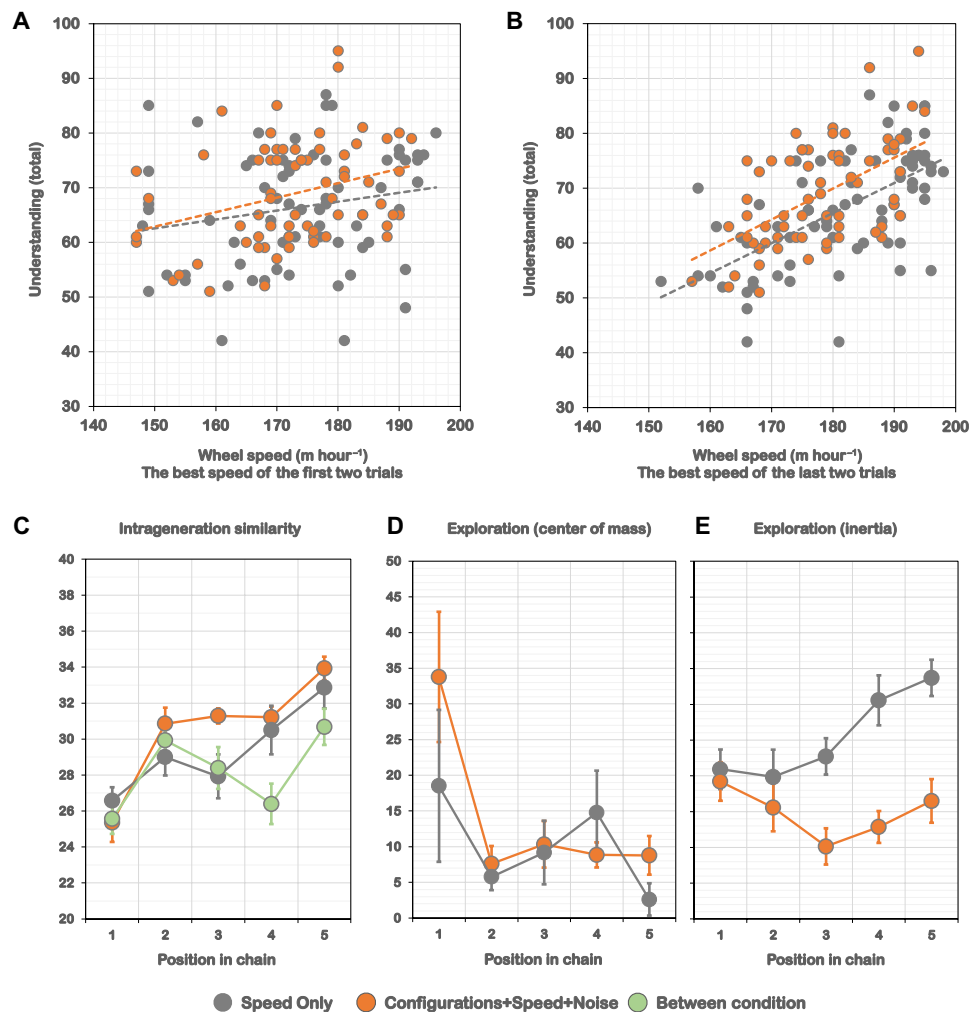 A
B
Understanding (total)
100
90
80
70
60
50
40
30
140 150 160 170 180 190 200
Wheel speed (m hour⁻¹)
The best speed of the first two trials
Understanding (total)
100
90
80
70
60
50
40
30
140 150 160 170 180 190 200
Wheel speed (m hour⁻¹)
The best speed of the last two trials
C Intrageneration similarity
40
38
36
34
32
30
28
26
24
22
20
1 2 3 4 5
Position in chain
D Exploration (center of mass)
50
45
40
35
30
25
20
15
10
5
0
1 2 3 4 5
Position in chain
E Exploration (inertia)
1 2 3 4 5
Position in chain
Speed Only Configurations+Speed+Noise Between condition